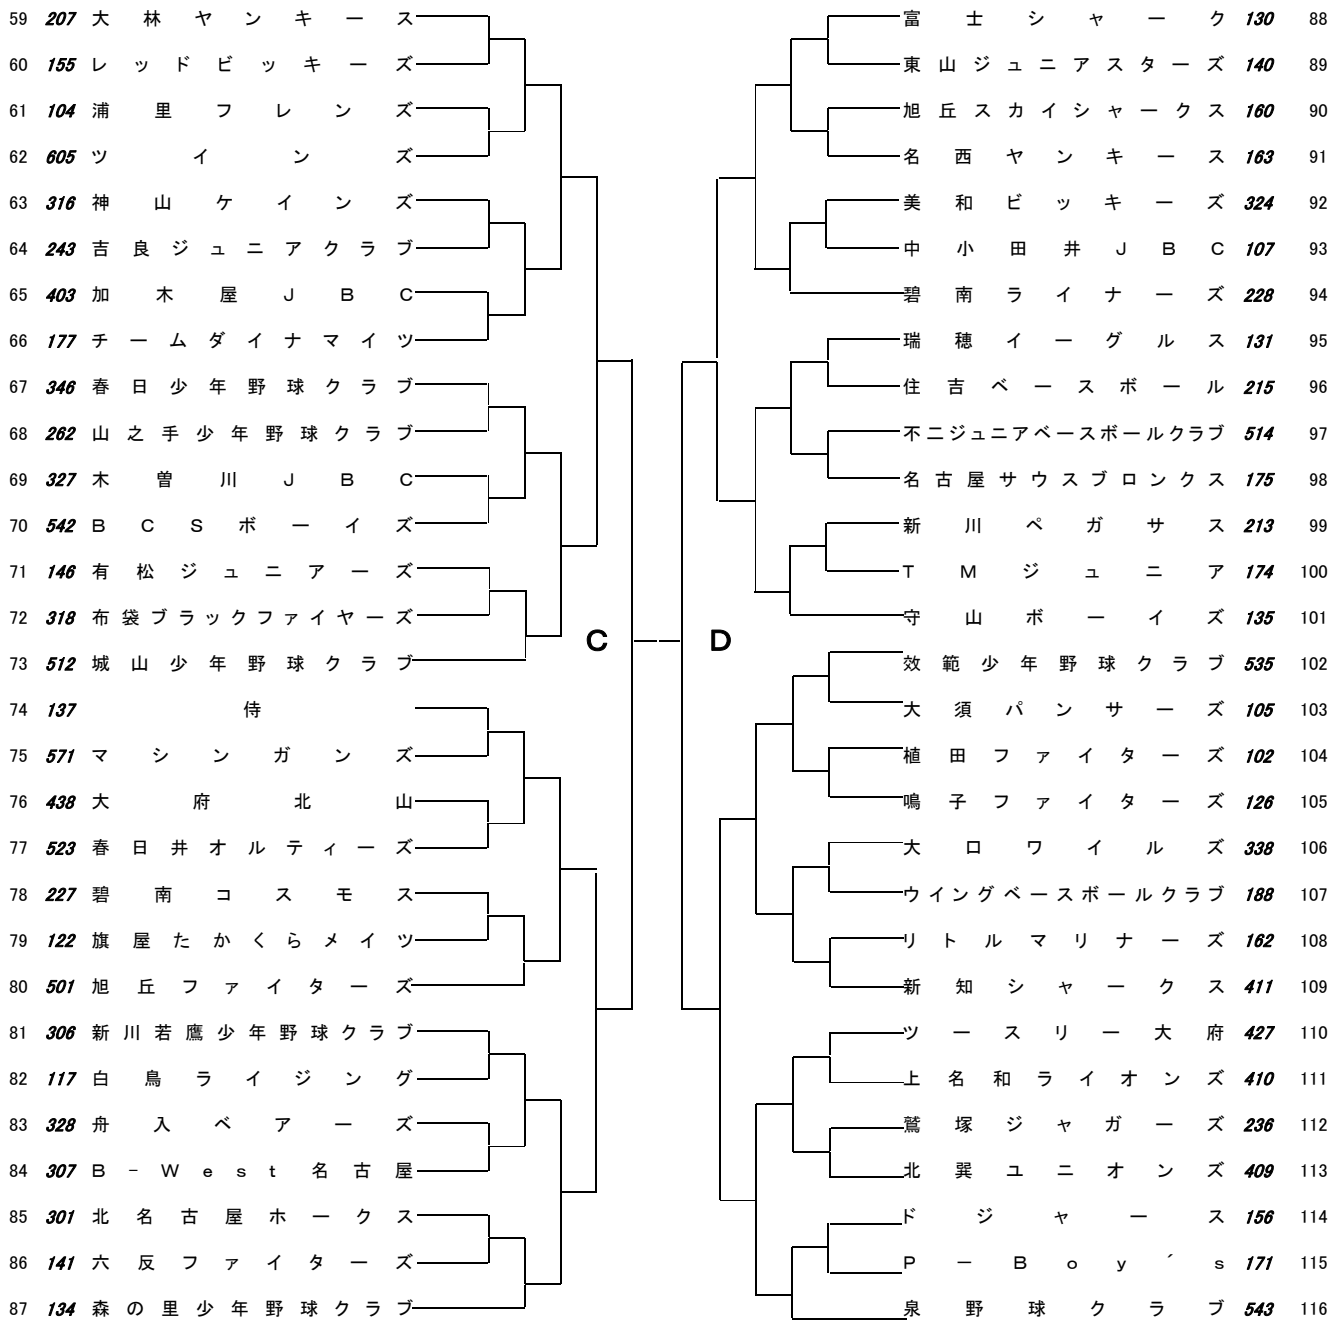 59 207 大林ヤンキース
60 155 レッドビッキーズ
61 104 浦里フレンズ
62 605 ツインズ
63 316 神山ケインズ
64 243 吉良ジュニアクラブ
65 403 加木屋JBC
66 177 チームダイナマイツ
67 346 春日少年野球クラブ
68 262 山之手少年野球クラブ
69 327 木曽川JBC
70 542 BCSボーイズ
71 146 有松ジュニアーズ
72 318 布袋ブラックファイヤーズ
73 512 城山少年野球クラブ
74 137 侍
75 571 マシンガンズ
76 438 大府北山
77 523 春日井オルティーズ
78 227 碧南コスモス
79 122 旗屋たかくらメイツ
80 501 旭丘ファイターズ
81 306 新川若鷹少年野球クラブ
82 117 白鳥ライジング
83 328 舟入ベアーズ
84 307 B-West名古屋
85 301 北名古屋ホークス
86 141 六反ファイターズ
87 134 森の里少年野球クラブ
C
D
富士シャーク 130 88
東山ジュニアスターズ 140 89
旭丘スカイシャークス 160 90
名西ヤンキース 163 91
美和ビッキーズ 324 92
中小田井JBC 107 93
碧南ライナーズ 228 94
瑞穂イーグルス 131 95
住吉ベースボール 215 96
不二ジュニアベースボールクラブ 514 97
名古屋サウスブロンクス 175 98
新川ペガサス 213 99
TMジュニア 174 100
守山ボーイズ 135 101
效範少年野球クラブ 535 102
大須パンサーズ 105 103
植田ファイターズ 102 104
鳴子ファイターズ 126 105
大口ワイルズ 338 106
ウイングベースボールクラブ 188 107
リトルマリナーズ 162 108
新知シャークス 411 109
ツースリー大府 427 110
上名和ライオンズ 410 111
鷲塚ジャガーズ 236 112
北巽ユニオンズ 409 113
ドジャース 156 114
P-Boy´s 171 115
泉野球クラブ 543 116